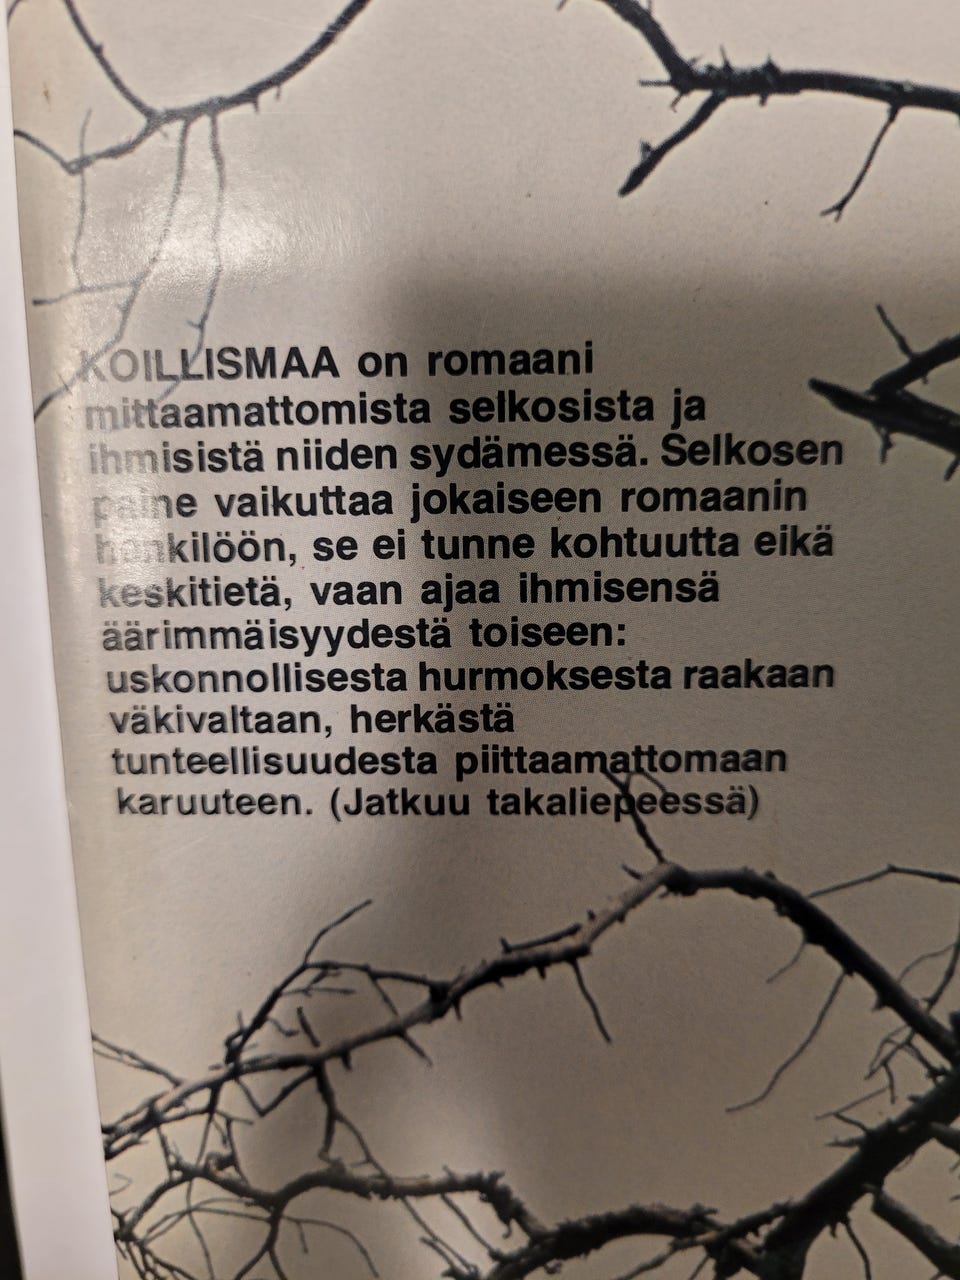 KOILLISMAA on romaani
mittaamattomista selkosista ja
ihmisistä niiden sydämessä. Selkosen
paine vaikuttaa jokaiseen romaanin
henkilöön, se ei tunne kohtuutta eikä
keskitietä, vaan ajaa ihmisensä
äärimmäisyydestä toiseen:
uskonnollisesta hurmoksesta raakaan
väkivaltaan, herkästä
tunteellisuudesta piittaamattomaan
karuuteen. (Jatkuu takaliepeessä)